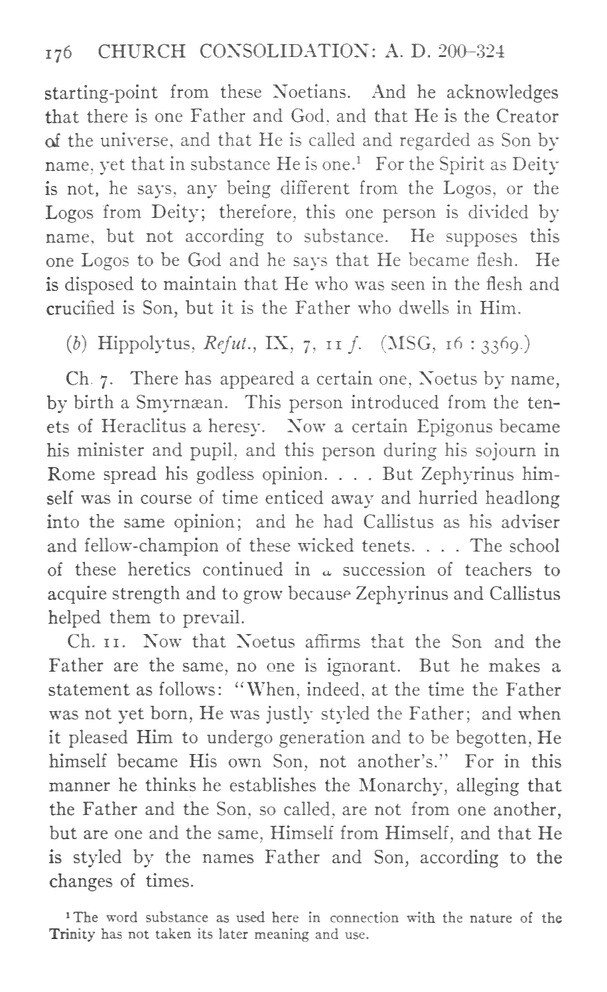 176 CHURCH CONSOLIDATION: A. D. 200–324
starting-point from these Noetians. And he acknowledges
that there is one Father and God, and that He is the Creator
of the universe, and that He is called and regarded as Son by
name, yet that in substance He is one.¹ For the Spirit as Deity
is not, he says, any being different from the Logos, or the
Logos from Deity; therefore, this one person is divided by
name, but not according to substance. He supposes this
one Logos to be God and he says that He became flesh. He
is disposed to maintain that He who was seen in the flesh and
crucified is Son, but it is the Father who dwells in Him.
(b) Hippolytus, Refut., IX, 7, 11 f. (MSG, 16 : 3369.)
Ch. 7. There has appeared a certain one, Noetus by name,
by birth a Smyrnæan. This person introduced from the ten-
ets of Heraclitus a heresy. Now a certain Epigonus became
his minister and pupil, and this person during his sojourn in
Rome spread his godless opinion. . . . But Zephyrinus him-
self was in course of time enticed away and hurried headlong
into the same opinion; and he had Callistus as his adviser
and fellow-champion of these wicked tenets. . . . The school
of these heretics continued in a succession of teachers to
acquire strength and to grow because Zephyrinus and Callistus
helped them to prevail.
Ch. 11. Now that Noetus affirms that the Son and the
Father are the same, no one is ignorant. But he makes a
statement as follows: “When, indeed, at the time the Father
was not yet born, He was justly styled the Father; and when
it pleased Him to undergo generation and to be begotten, He
himself became His own Son, not another's.” For in this
manner he thinks he establishes the Monarchy, alleging that
the Father and the Son, so called, are not from one another,
but are one and the same, Himself from Himself, and that He
is styled by the names Father and Son, according to the
changes of times.
¹ The word substance as used here in connection with the nature of the
Trinity has not taken its later meaning and use.